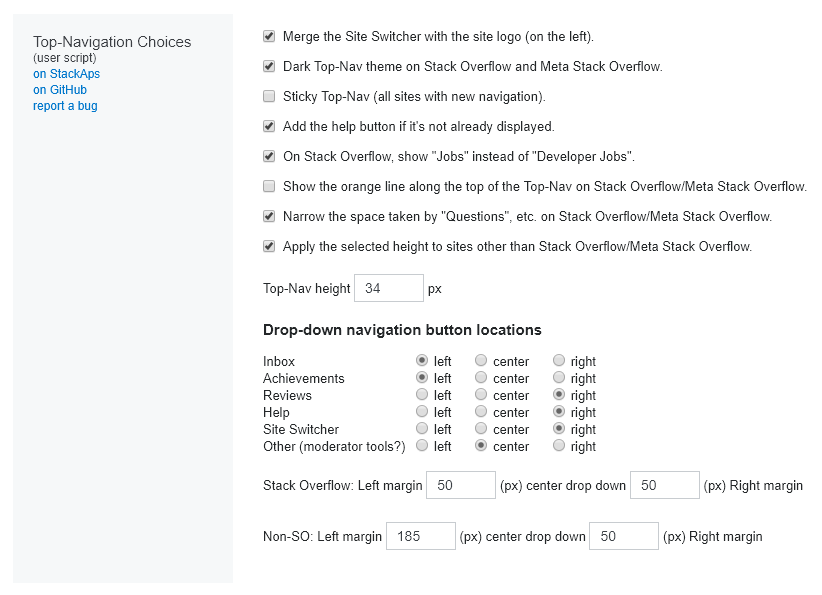 Top-Navigation Choices
(user script)
on StackAps
on GitHub
report a bug
Merge the Site Switcher with the site logo (on the left).
Dark Top-Nav theme on Stack Overflow and Meta Stack Overflow.
Sticky Top-Nav (all sites with new navigation).
Add the help button if it's not already displayed.
On Stack Overflow, show "Jobs" instead of "Developer Jobs".
Show the orange line along the top of the Top-Nav on Stack Overflow/Meta Stack Overflow.
Narrow the space taken by "Questions", etc. on Stack Overflow/Meta Stack Overflow.
Apply the selected height to sites other than Stack Overflow/Meta Stack Overflow.
Top-Nav height 34 px
Drop-down navigation button locations
Inbox left center right
Achievements left center right
Reviews left center right
Help left center right
Site Switcher left center right
Other (moderator tools?) left center right
Stack Overflow: Left margin 50 (px) center drop down 50 (px) Right margin
Non-SO: Left margin 185 (px) center drop down 50 (px) Right margin